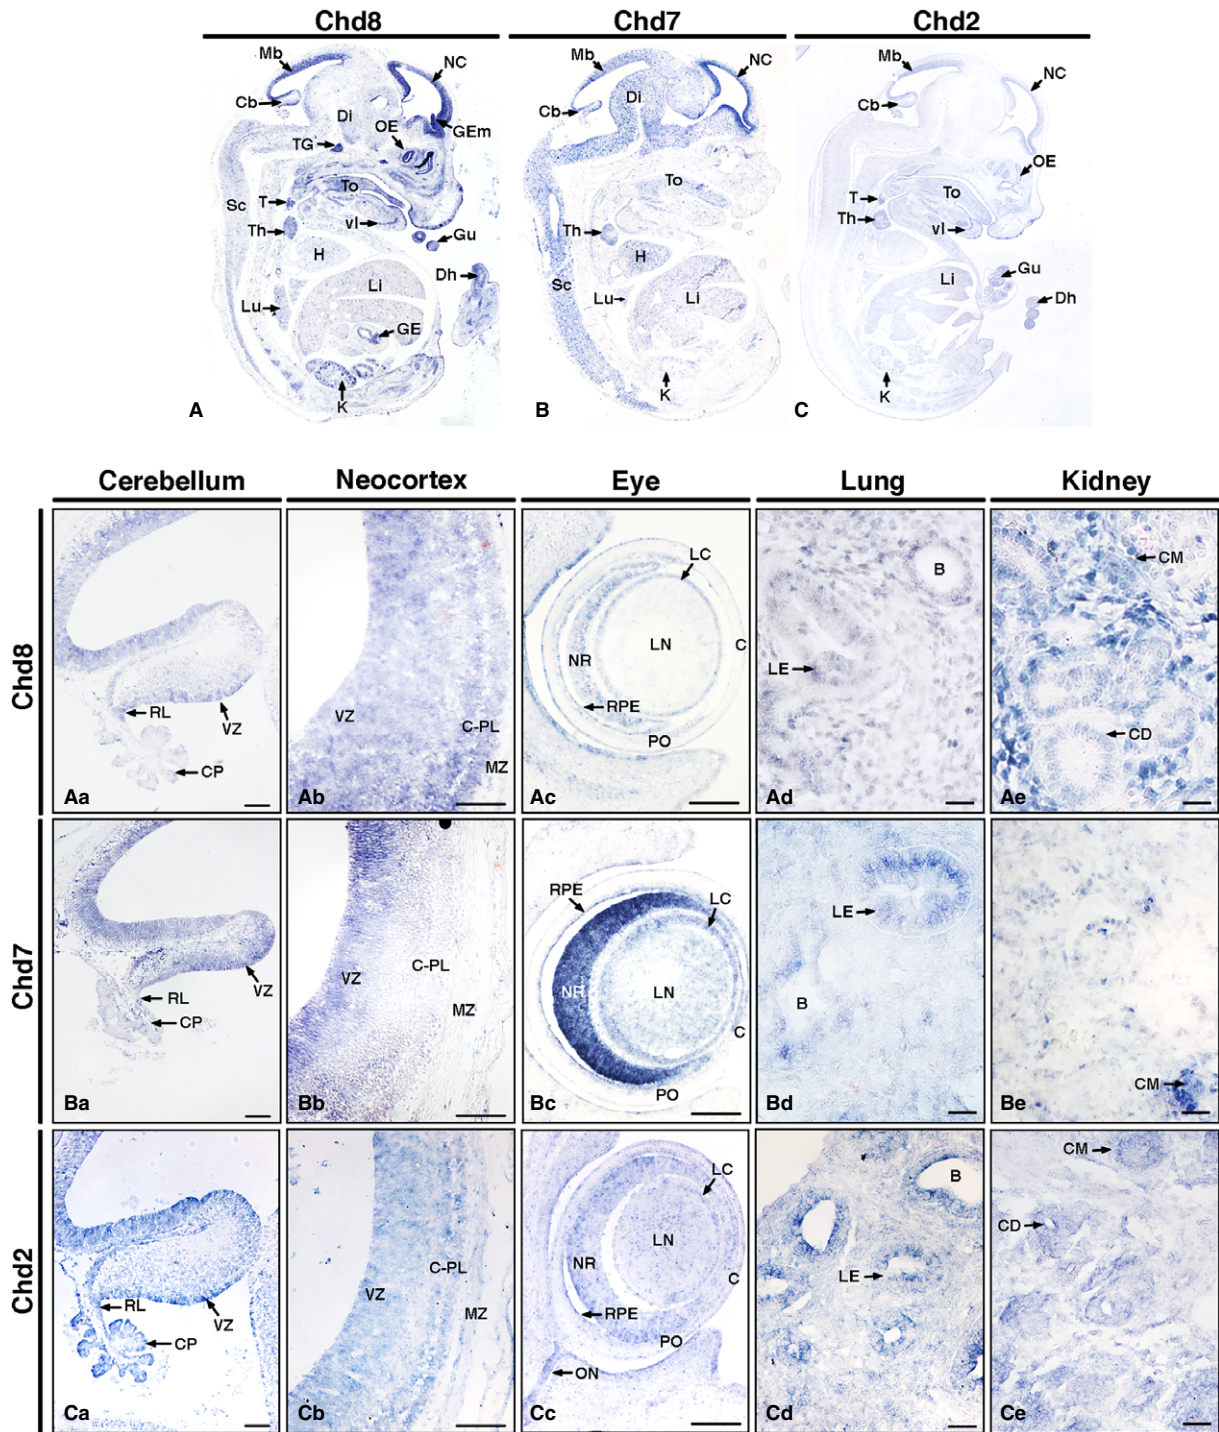 Chd8 Chd7 Chd2
Mb NC Cb Di OE GEm TG To Sc T vl Th Gu H Dh Li Lu GE K A
Mb NC Cb Di To Th H Sc Lu Li K B
Mb NC Cb OE To T Th vl Gu Li Dh K C
Cerebellum Neocortex Eye Lung Kidney
Chd8
RL VZ CP Aa
VZ C-PL MZ Ab
LC LN C NR RPE PO Ac
B LE Ad
CM CD Ae
Chd7
VZ RL CP Ba
C-PL VZ MZ Bb
RPE LC NR LN C PO Bc
LE B Bd
CM Be
Chd2
RL VZ CP Ca
C-PL VZ MZ Cb
LC LN NR C RPE PO ON Cc
B LE Cd
CM CD Ce